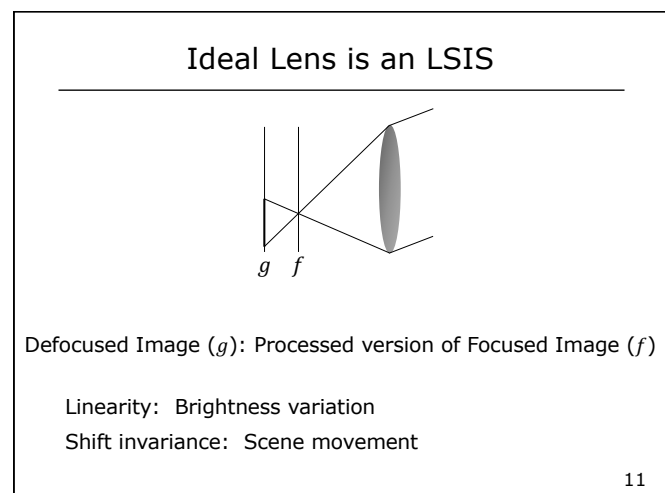 Ideal Lens is an LSIS
g f
Defocused Image (g): Processed version of Focused Image (f)
Linearity: Brightness variation
Shift invariance: Scene movement
11